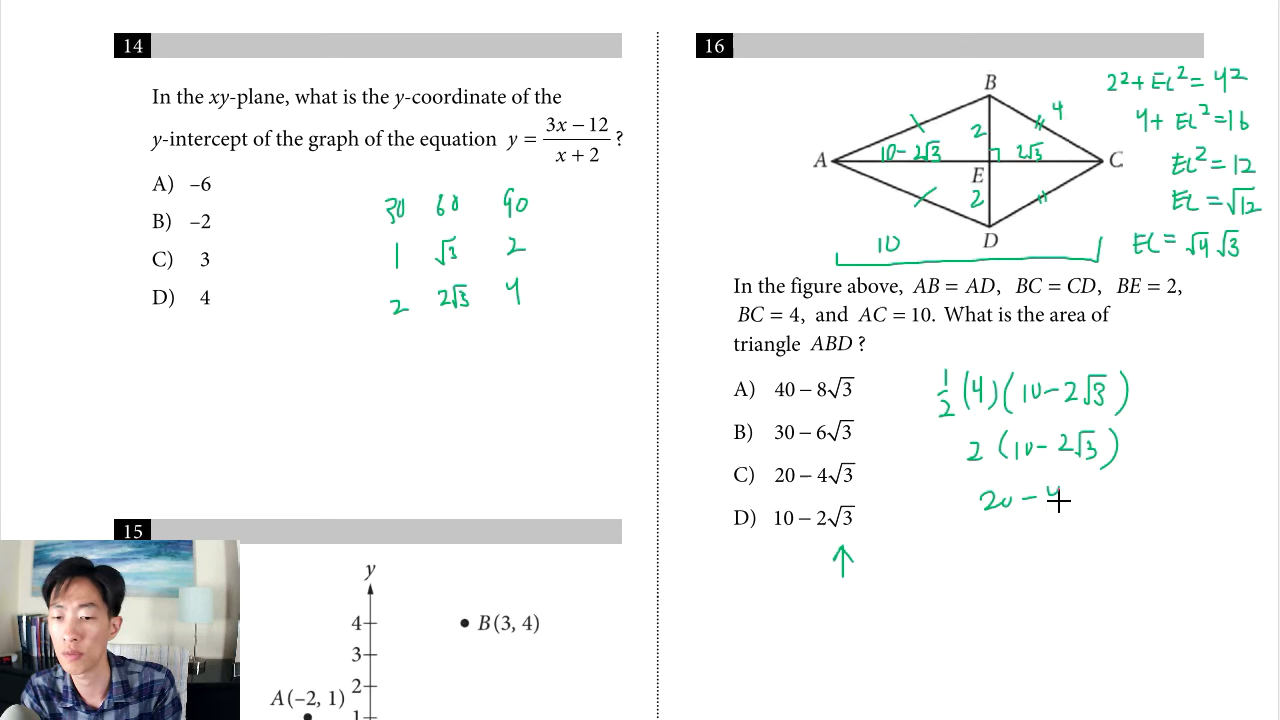 14
In the xy-plane, what is the y-coordinate of the
y-intercept of the graph of the equation y = (3x − 12)/(x + 2) ?
A) –6
B) –2
C) 3
D) 4
30 60 90
1 √3 2
2 2√3 4
15
y
4
B(3, 4)
3
2
A(–2, 1)
1
16
B
2
4
A
10-2√3
2√3
C
E
2
D
10
2² + EC² = 4²
4 + EC² = 16
EC² = 12
EC = √12
EC = √4 √3
In the figure above, AB = AD, BC = CD, BE = 2,
BC = 4, and AC = 10. What is the area of
triangle ABD ?
A) 40 − 8√3
B) 30 − 6√3
C) 20 − 4√3
D) 10 − 2√3
1/2 (4)(10-2√3)
2 (10-2√3)
20 - 4